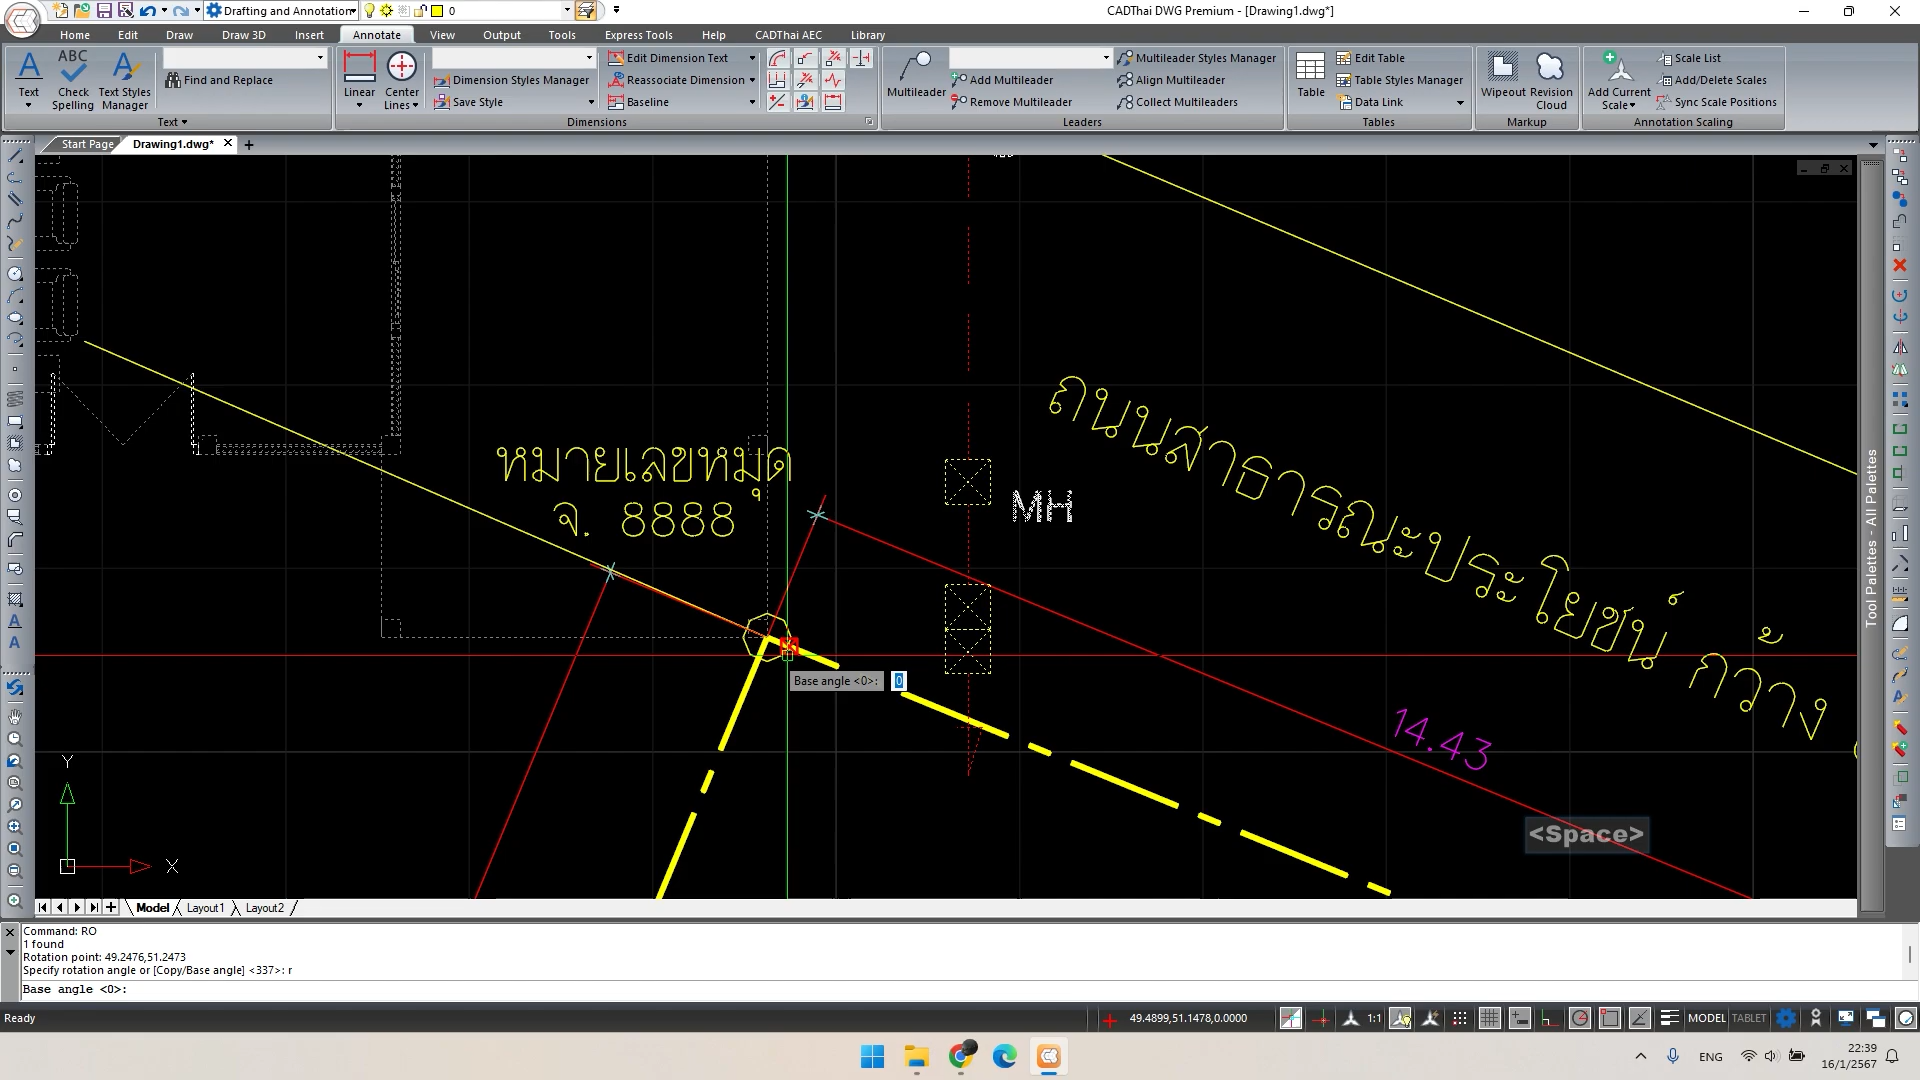 Drafting and Annotation
0
CADThai DWG Premium - [Drawing1.dwg*]
Home
Edit
Draw
Draw 3D
Insert
Annotate
View
Output
Tools
Express Tools
Help
CADThai AEC
Library
Text
ABC
Check Spelling
Text Styles Manager
Find and Replace
Linear
Center Lines
Dimension Styles Manager
Save Style
Edit Dimension Text
Reassociate Dimension
Baseline
Multileader
Add Multileader
Remove Multileader
Multileader Styles Manager
Align Multileader
Collect Multileaders
Table
Edit Table
Table Styles Manager
Data Link
Wipeout
Revision Cloud
Add Current Scale
Scale List
Add/Delete Scales
Sync Scale Positions
Text
Dimensions
Leaders
Tables
Markup
Annotation Scaling
Start Page
Drawing1.dwg*
หมายเลขหมุด
จ. 8888
MH
ถนนสาธารณะประโยชน์ กว้าง
14.43
Base angle <0>:
0
<Space>
Tool Palettes - All Palettes
Y
X
Model
Layout1
Layout2
Command: RO
1 found
Rotation point: 49.2476,51.2473
Specify rotation angle or [Copy/Base angle] <337>: r
Base angle <0>:
Ready
49.4899,51.1478,0.0000
1:1
MODEL
TABLET
ENG
22:39
16/1/2567